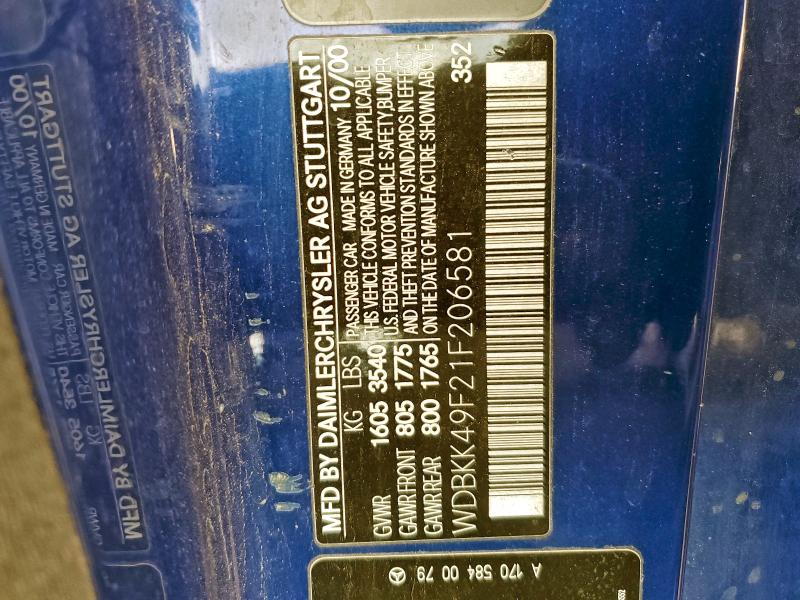 MFD BY DAIMLERCHRYSLER AG STUTTGART
KG LBS
GVWR 1605 3540
GAWR FRONT 805 1775
GAWR REAR 800 1765
PASSENGER CAR MADE IN GERMANY 10/00
THIS VEHICLE CONFORMS TO ALL APPLICABLE
U.S. FEDERAL MOTOR VEHICLE SAFETY, BUMPER
AND THEFT PREVENTION STANDARDS IN EFFECT
ON THE DATE OF MANUFACTURE SHOWN ABOVE
WDBKK49F21F206581 352
A 170 584 00 79